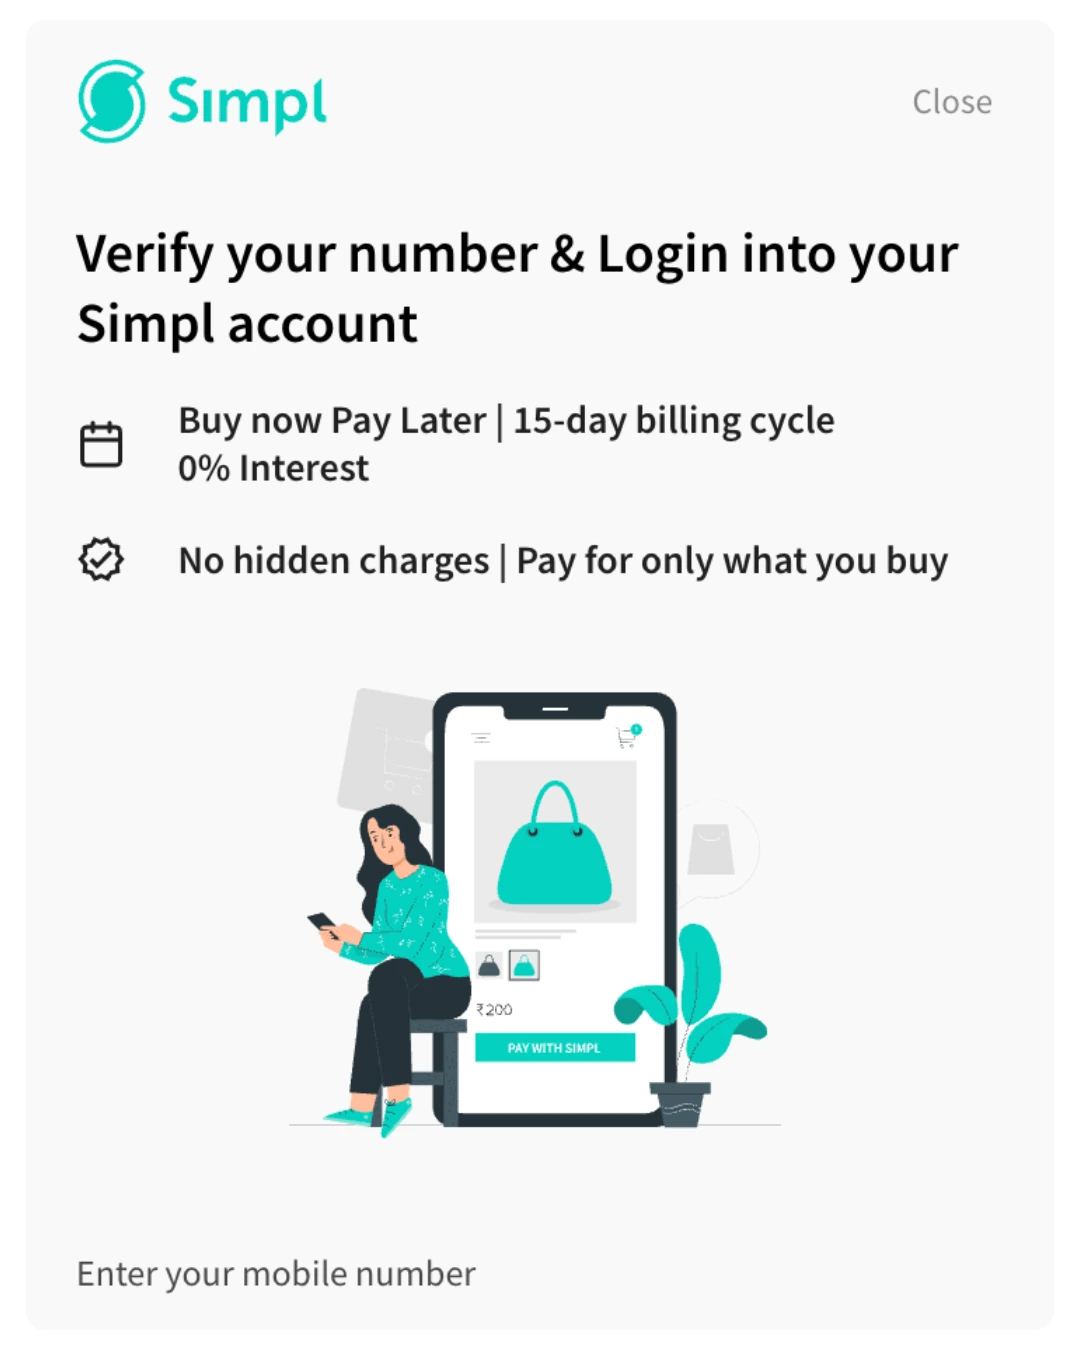 Simpl
Close
Verify your number & Login into your
Simpl account
Buy now Pay Later | 15-day billing cycle
0% Interest
No hidden charges | Pay for only what you buy
₹200
PAY WITH SIMPL
Enter your mobile number